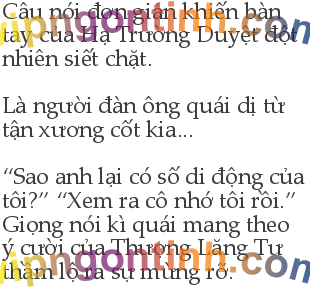 Câu nói đơn giản khiến bàn
tay của Hạ Trường Duyệt đột
nhiên siết chặt.
Là người đàn ông quái dị từ
tận xương cốt kia...
“Sao anh lại có số di động của
tôi?” “Xem ra cô nhớ tôi rồi.”
Giọng nói kì quái mang theo
ý cười của Thương Lăng Tự
thầm lộ ra sự mừng rỡ.